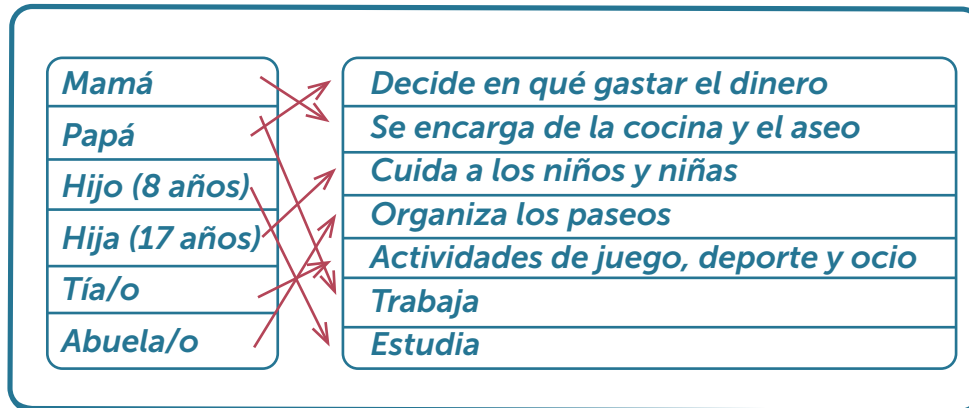 Mamá
Papá
Hijo (8 años)
Hija (17 años)
Tía/o
Abuela/o
Decide en qué gastar el dinero
Se encarga de la cocina y el aseo
Cuida a los niños y niñas
Organiza los paseos
Actividades de juego, deporte y ocio
Trabaja
Estudia